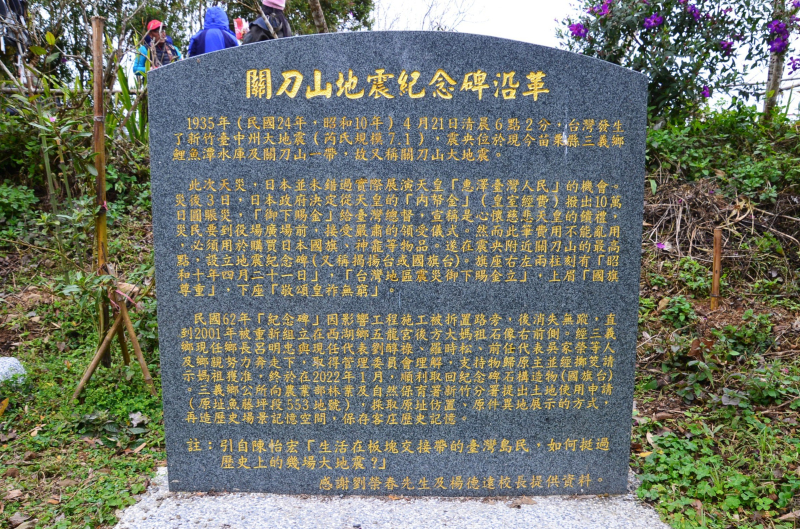 關刀山地震紀念碑沿革
1935年(民國24年，昭和10年)4月21日清晨6點2分，台灣發生
了新竹臺中州大地震(芮氏規模7.1)，震央位於現今苗栗縣三義鄉
鯉魚潭水庫及關刀山一帶，故又稱關刀山大地震。
此次天災，日本並未錯過實際展演天皇「惠澤臺灣人民」的機會。
災後3日，日本政府決定從天皇的「內帑金」(皇室經費)撥出10萬
日圓賑災，「御下賜金」給臺灣總督，宣稱是心懷慈悲天皇的餽禮，
災民要到役場廣場前，接受嚴肅的領受儀式。然而此筆費用不能亂用
，必須用於購買日本國旗，神龕等物品。遂在震央附近關刀山的最高
點，設立地震紀念碑(又稱揭揚台或國旗台)。旗座右左兩柱刻有「昭
和十年四月二十一日」，「台灣地區震災御下賜金立」，上眉「國旗
尊重」，下座「敬頌皇祚無窮」。
民國62年「紀念碑」因影響工程施工被拆置路旁，後消失無蹤，直
到2001年被重新組立在西湖鄉五龍宮後方大媽祖石像右前側。經三義
鄉現任鄉長呂明忠與現任代表劉醇祿、羅時松、前任代表吳家榮等人
及鄉親努力奔走下，取得管理委員會理解，支持物歸原主並經擲茭請
示媽祖獲准。終於在2022年1月，順利取回紀念碑石構造物(國旗台)
。三義鄉公所向農業部林業及自然保育署新竹分署提出土地使用申請
(原址魚藤坪段553地號)，採取原址仿置、原件異地展示的方式，
再造歷史場景記憶空間，保存客庄歷史記憶。
註：引自陳怡宏「生活在板塊交接帶的臺灣島民，如何挺過
歷史上的幾場大地震？」
感謝劉榮春先生及楊德遠校長提供資料。